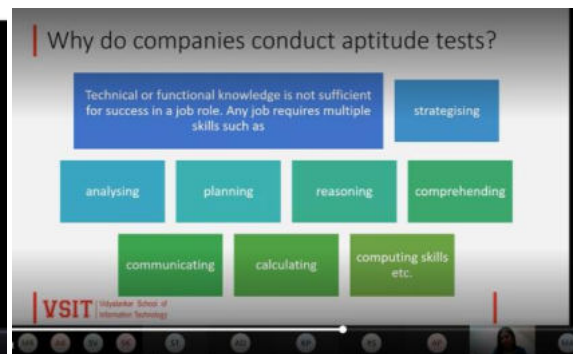 Why do companies conduct aptitude tests?
Technical or functional knowledge is not sufficient
for success in a job role. Any job requires multiple
skills such as
strategising
analysing
planning
reasoning
comprehending
communicating
calculating
computing skills
etc.
VSIT
Vidyalankar School of
Information Technology